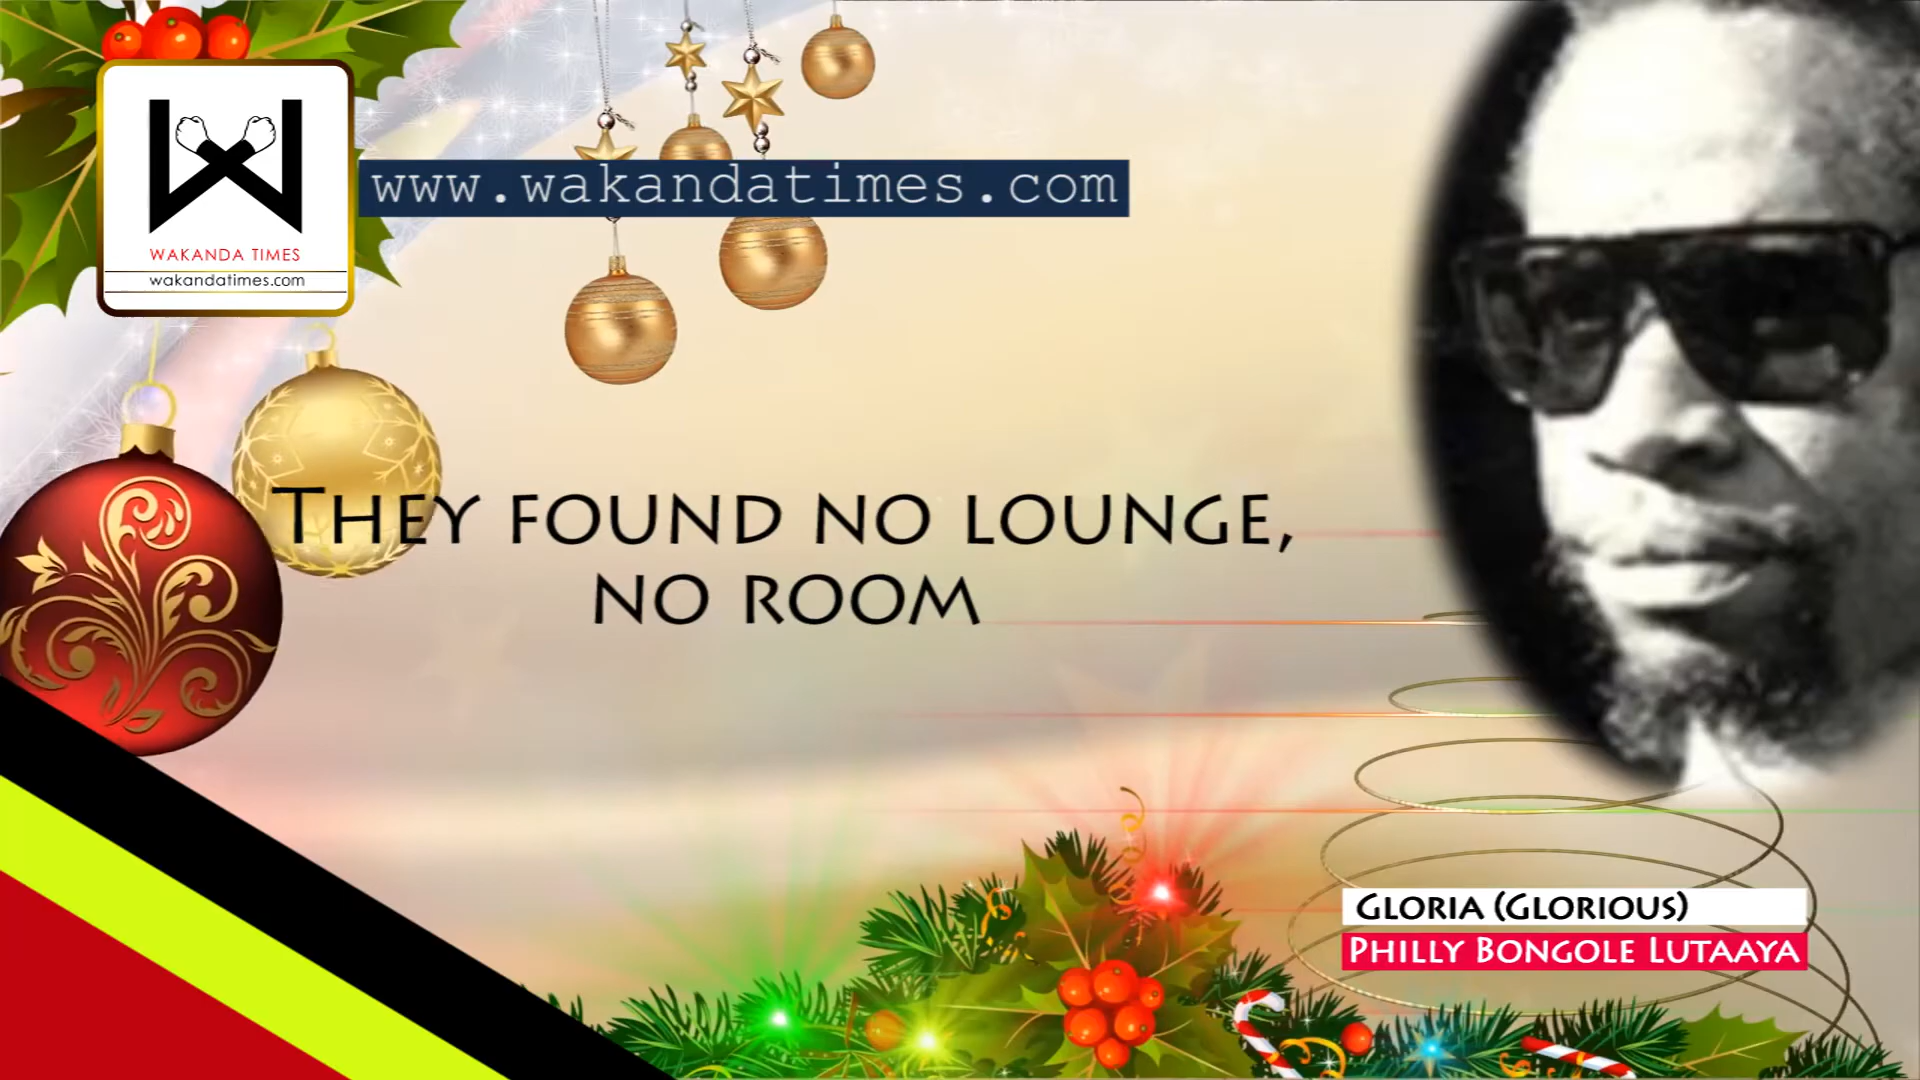 www.wakandatimes.com
WAKANDA TIMES
wakandatimes.com
THEY FOUND NO LOUNGE,
NO ROOM
GLORIA (GLORIOUS)
PHILLY BONGOLE LUTAAYA